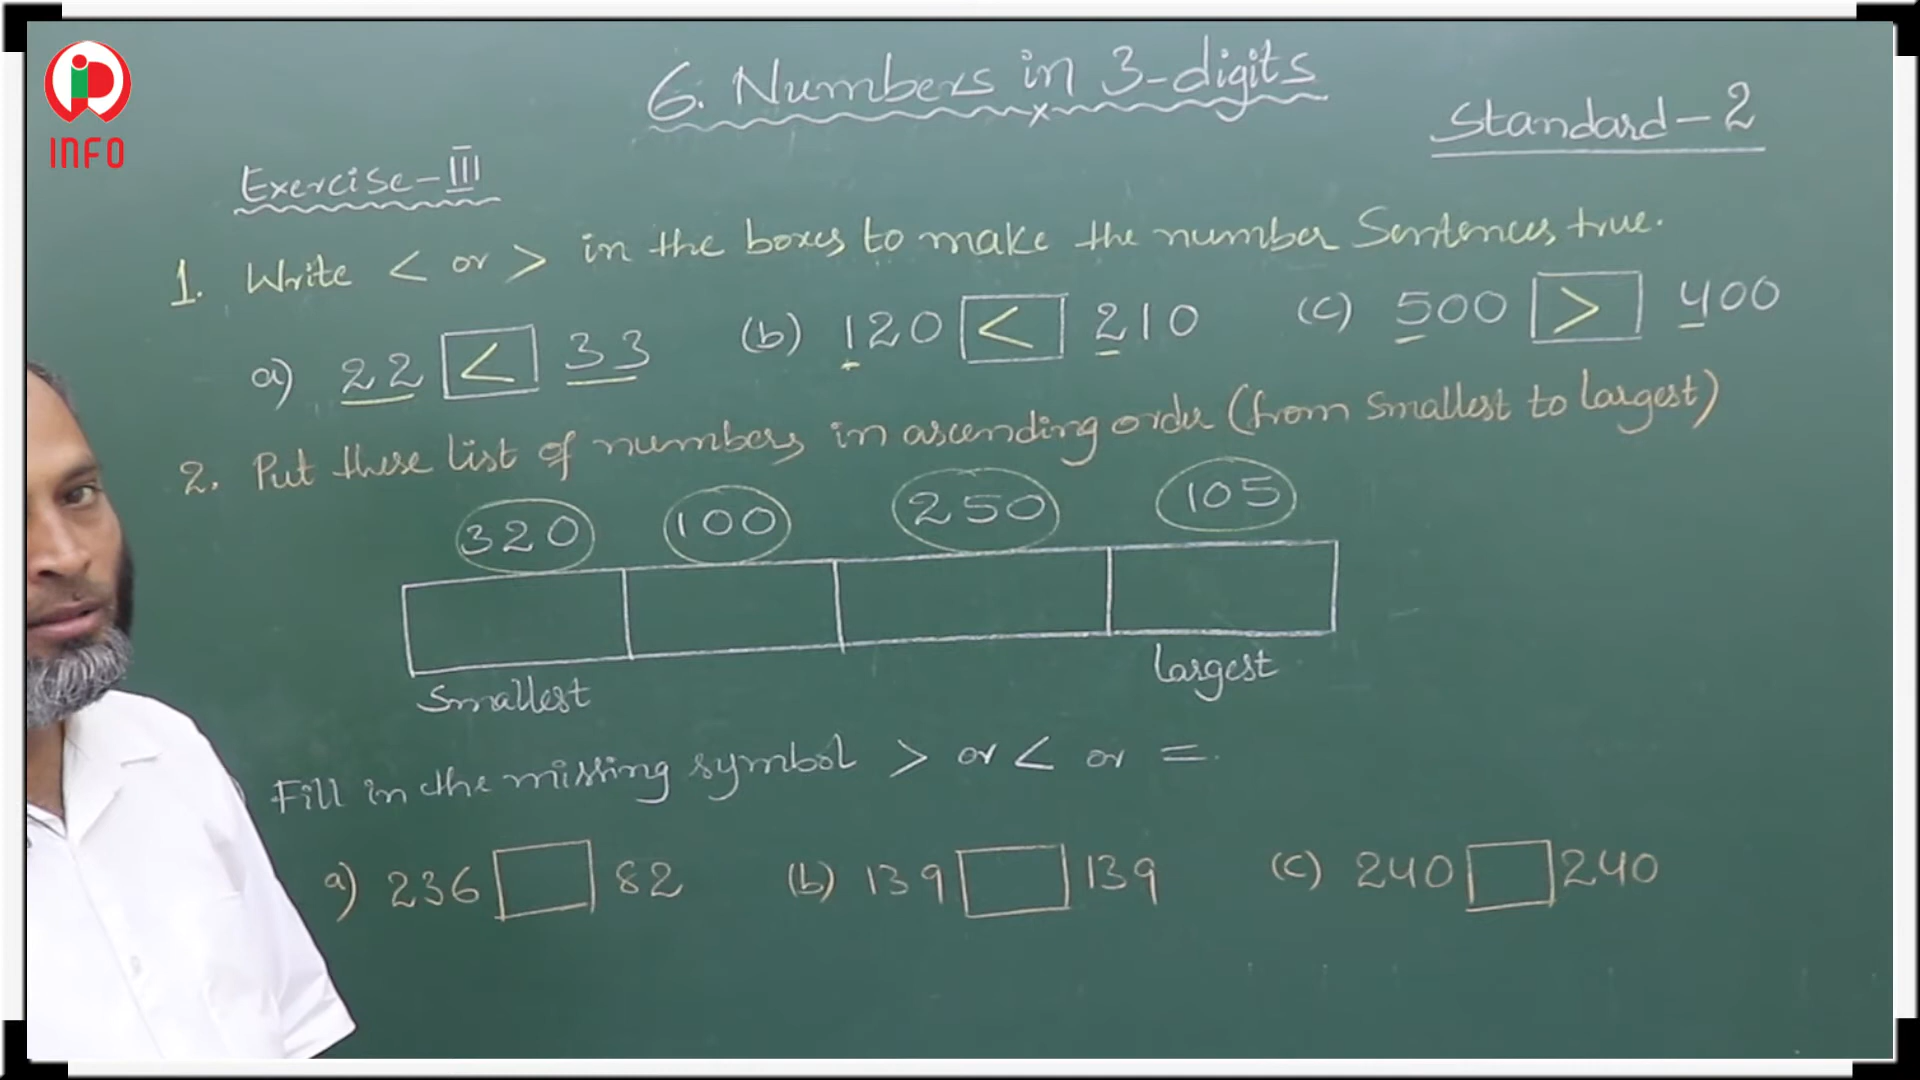 INFO
6. Numbers in 3-digits
Standard-2
Exercise-III
1. Write < or > in the boxes to make the number Sentences true.
a) 22 < 33 (b) 120 < 210 (c) 500 > 400
2. Put these list of numbers in ascending order (from smallest to largest)
320 100 250 105
Smallest largest
Fill in the missing symbol > or < or =.
a) 236 82 (b) 139 139 (c) 240 240